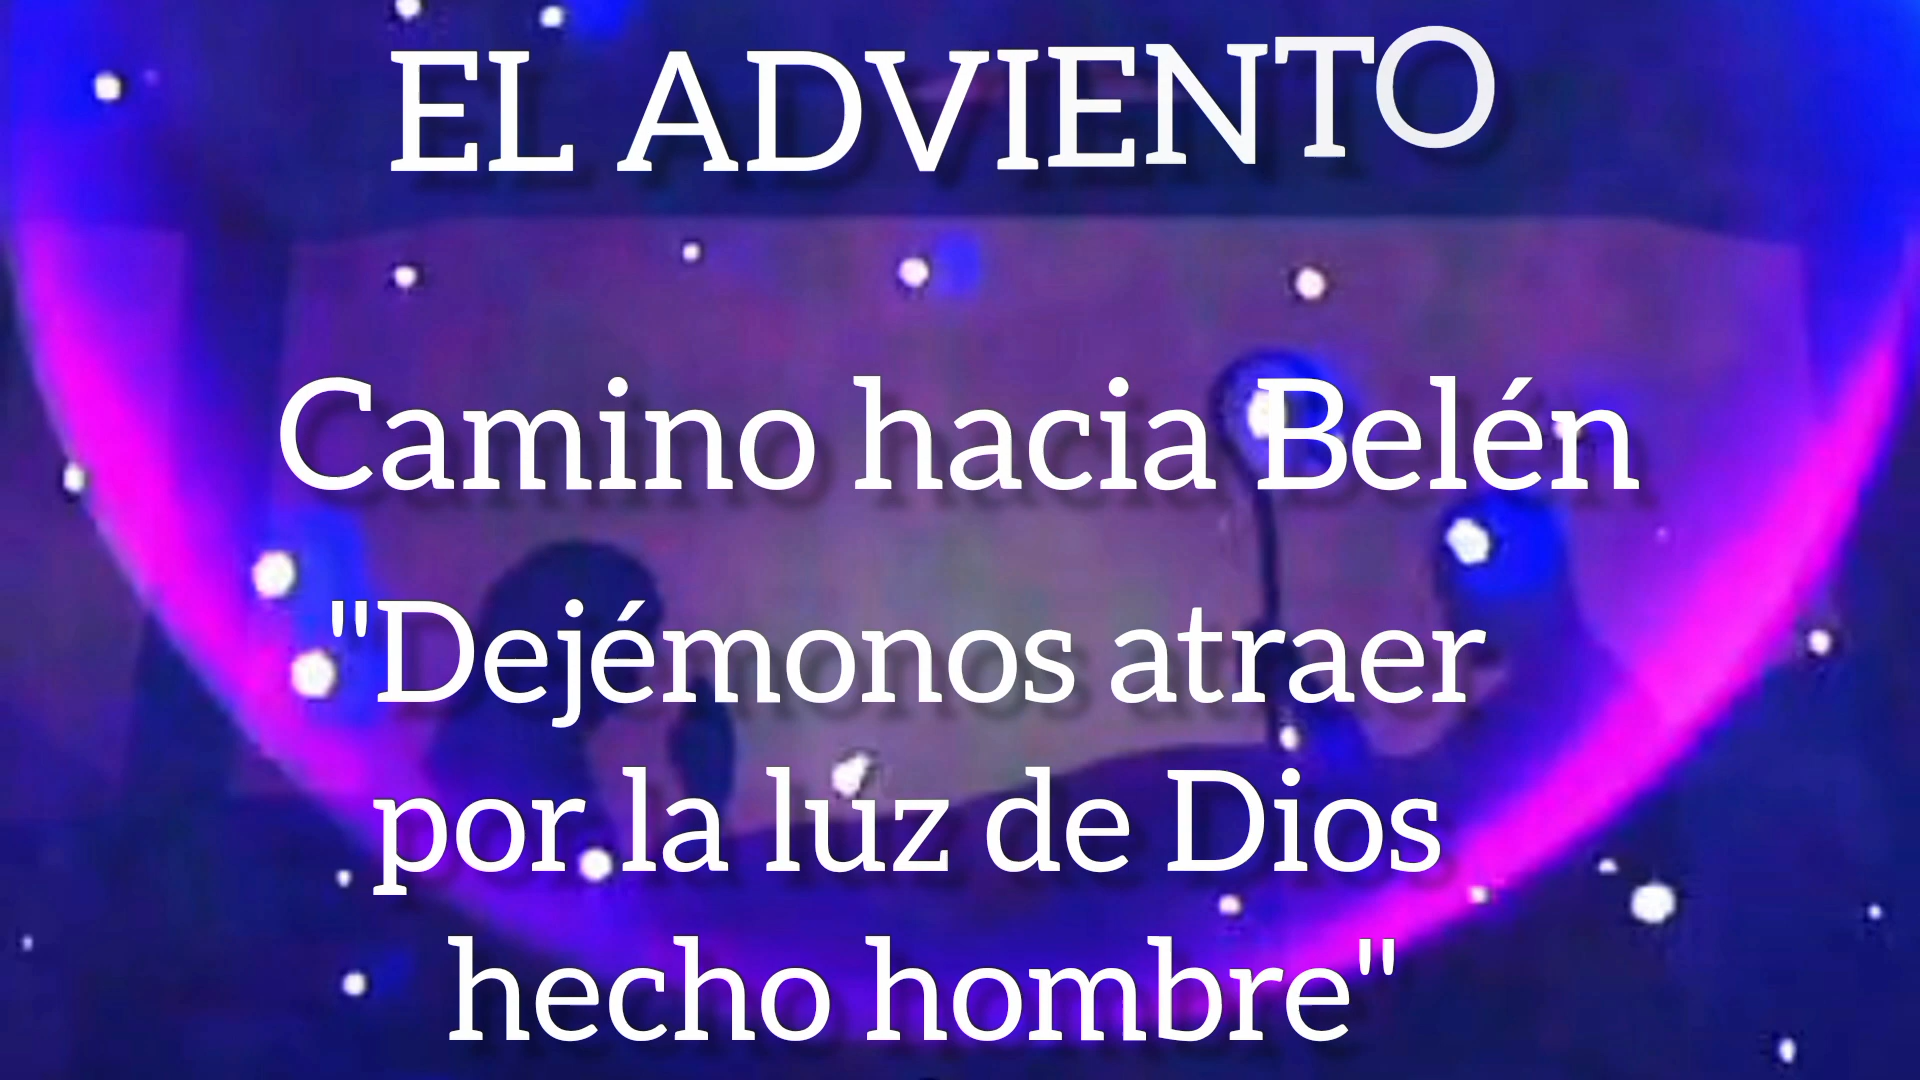 EL ADVIENTO
Camino hacia Belén
"Dejémonos atraer
por la luz de Dios
hecho hombre"